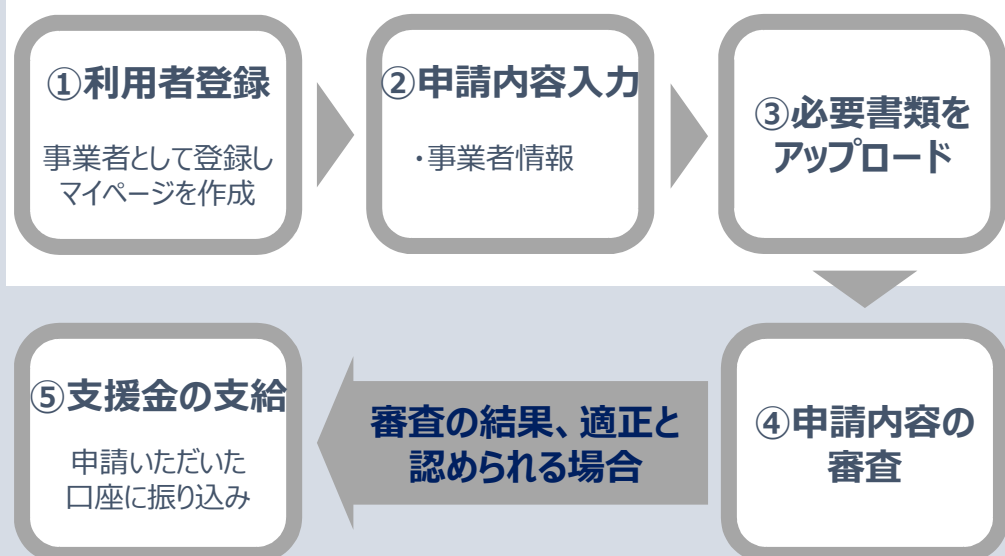 ①利用者登録
事業者として登録し
マイページを作成
②申請内容入力
・事業者情報
③必要書類を
アップロード
④申請内容の
審査
審査の結果、適正と
認められる場合
⑤支援金の支給
申請いただいた
口座に振り込み